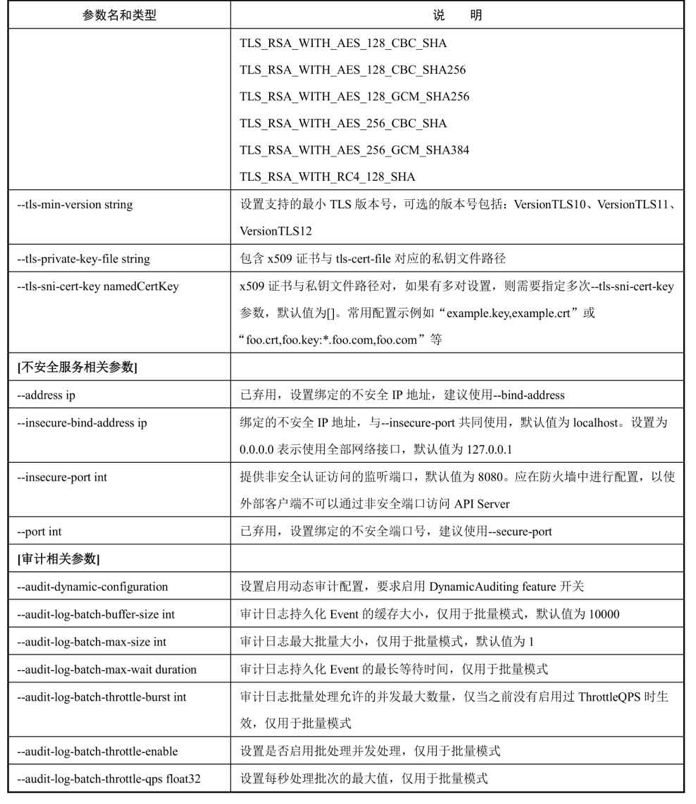 参数名和类型 说 明
TLS_RSA_WITH_AES_128_CBC_SHA
TLS_RSA_WITH_AES_128_CBC_SHA256
TLS_RSA_WITH_AES_128_GCM_SHA256
TLS_RSA_WITH_AES_256_CBC_SHA
TLS_RSA_WITH_AES_256_GCM_SHA384
TLS_RSA_WITH_RC4_128_SHA
--tls-min-version string 设置支持的最小 TLS 版本号，可选的版本号包括：VersionTLS10、VersionTLS11、
VersionTLS12
--tls-private-key-file string 包含 x509 证书与 tls-cert-file 对应的私钥文件路径
--tls-sni-cert-key namedCertKey x509 证书与私钥文件路径对，如果有多对设置，则需要指定多次--tls-sni-cert-key
参数，默认值为[]。常用配置示例如“example.key,example.crt”或
“foo.crt,foo.key:*.foo.com,foo.com”等
[不安全服务相关参数]
--address ip 已弃用，设置绑定的不安全 IP 地址，建议使用--bind-address
--insecure-bind-address ip 绑定的不安全 IP 地址，与--insecure-port 共同使用，默认值为 localhost。设置为
0.0.0.0 表示使用全部网络接口，默认值为 127.0.0.1
--insecure-port int 提供非安全认证访问的监听端口，默认值为 8080。应在防火墙中进行配置，以使
外部客户端不可以通过非安全端口访问 API Server
--port int 已弃用，设置绑定的不安全端口号，建议使用--secure-port
[审计相关参数]
--audit-dynamic-configuration 设置启用动态审计配置，要求启用 DynamicAuditing feature 开关
--audit-log-batch-buffer-size int 审计日志持久化 Event 的缓存大小，仅用于批量模式，默认值为 10000
--audit-log-batch-max-size int 审计日志最大批量大小，仅用于批量模式，默认值为 1
--audit-log-batch-max-wait duration 审计日志持久化 Event 的最长等待时间，仅用于批量模式
--audit-log-batch-throttle-burst int 审计日志批量处理允许的并发最大数量，仅当之前没有启用过 ThrottleQPS 时生
效，仅用于批量模式
--audit-log-batch-throttle-enable 设置是否启用批处理并发处理，仅用于批量模式
--audit-log-batch-throttle-qps float32 设置每秒处理批次的最大值，仅用于批量模式